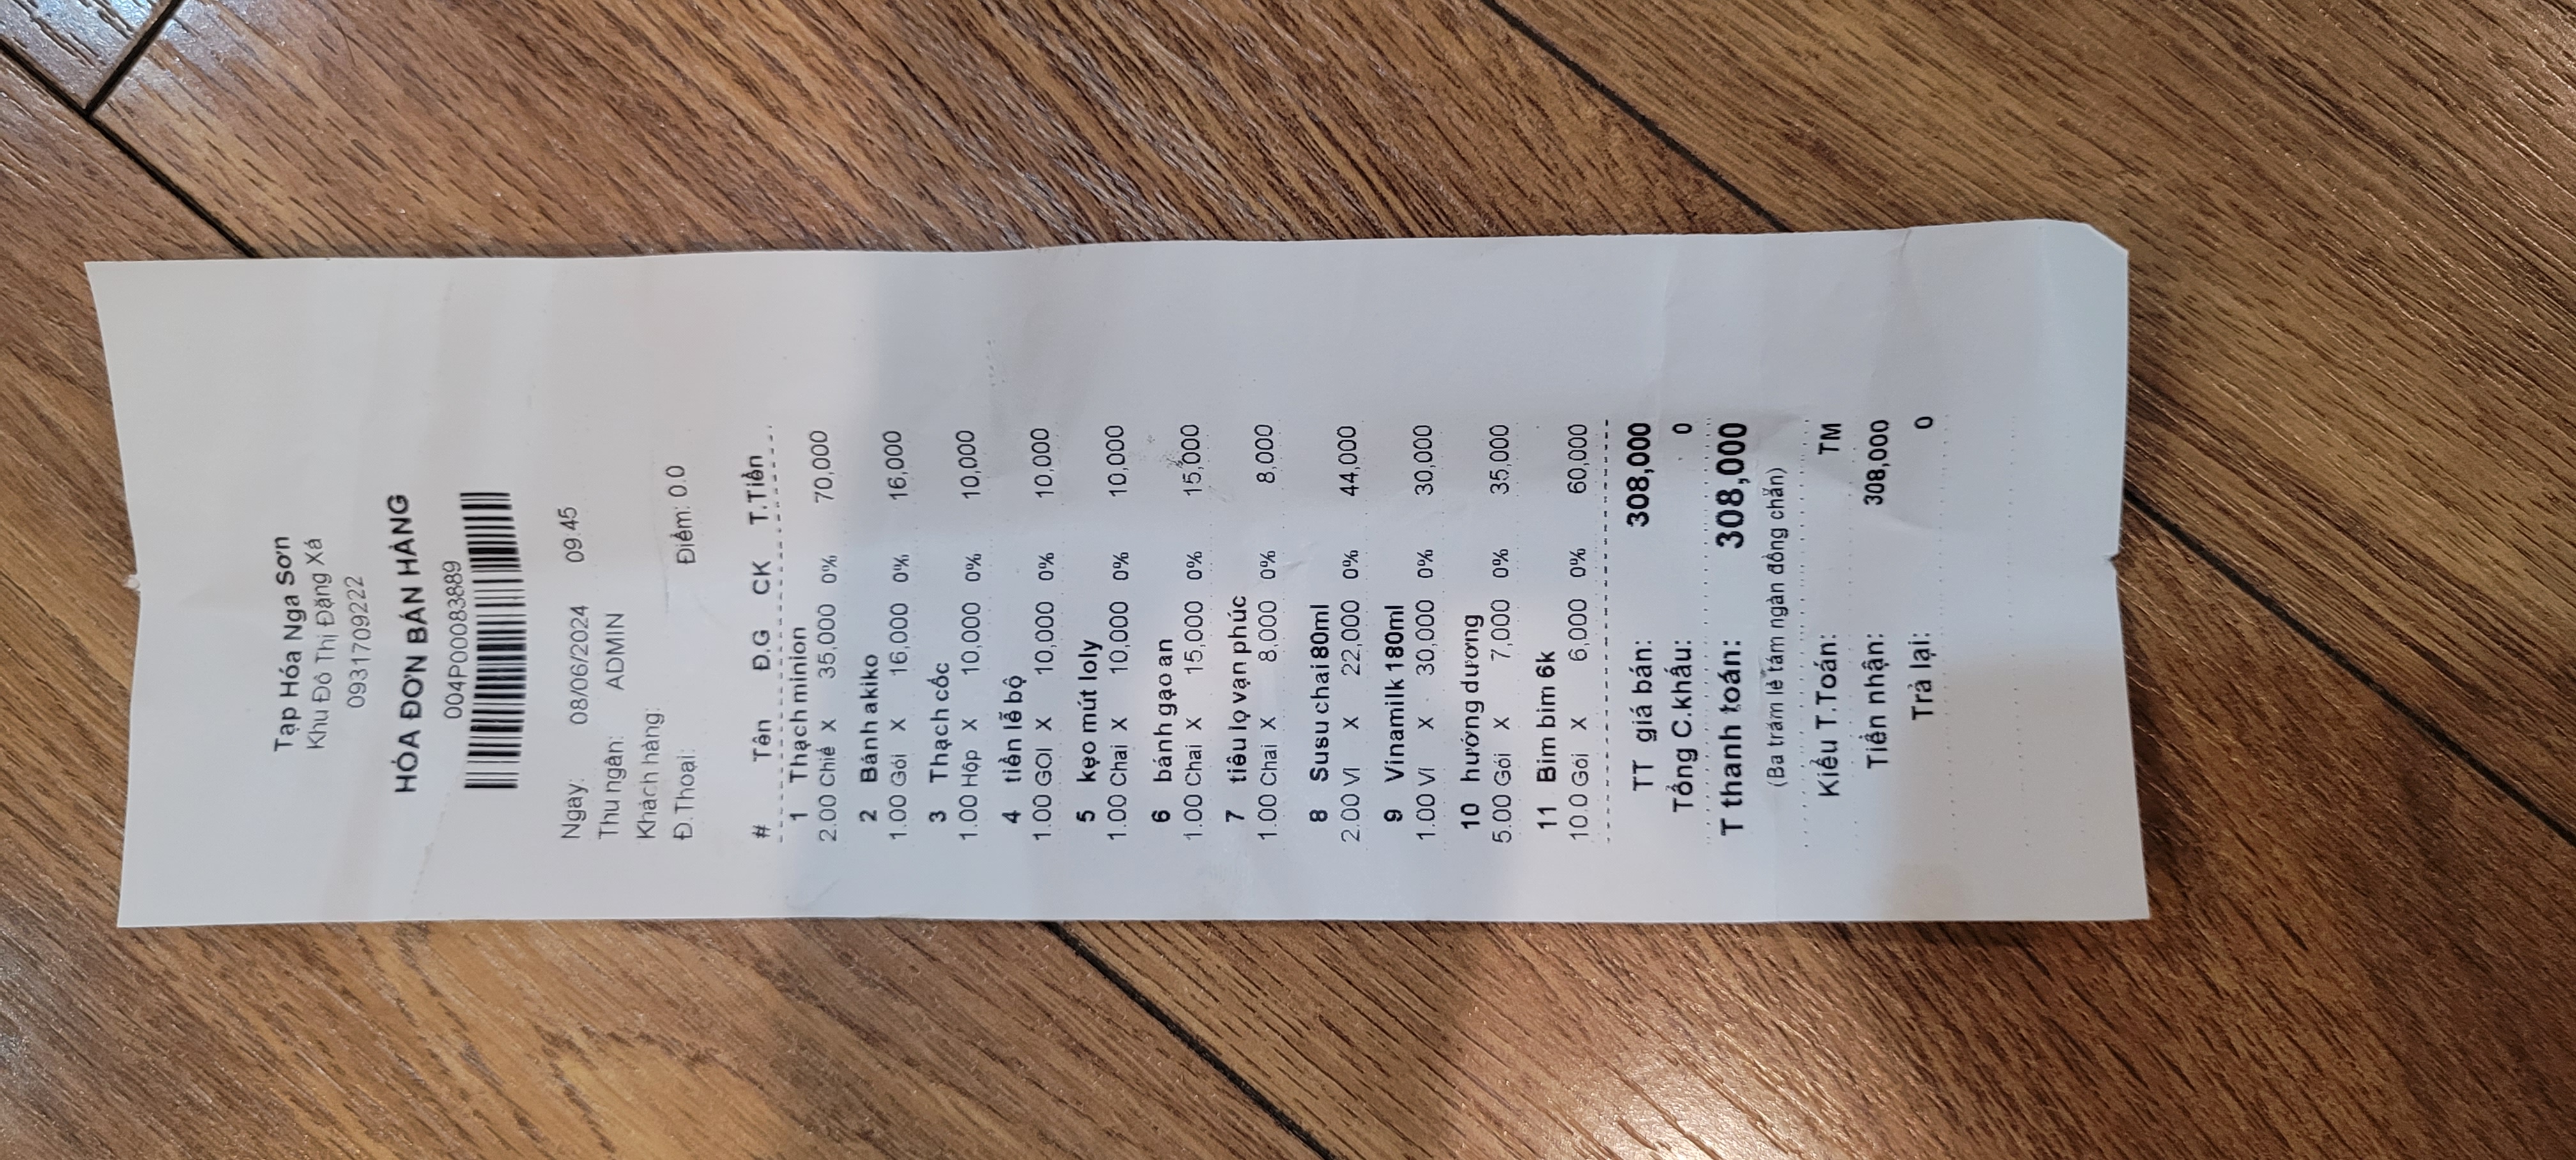 Tạp Hóa Nga Sơn
Khu Đô Thị Đặng Xá
0931709222
HÓA ĐƠN BÁN HÀNG
004P00083889
Ngày: 08/06/2024 09:45
Thu ngân: ADMIN
Khách hàng:
Đ.Thoại: Điểm: 0.0
# Tên Đ.G CK T.Tiền
1 Thạch minion
2.00 Chiế X 35,000 0% 70,000
2 Bánh akiko
1.00 Gói X 16,000 0% 16,000
3 Thạch cốc
1.00 Hộp X 10,000 0% 10,000
4 tiền lễ bộ
1.00 GOI X 10,000 0% 10,000
5 kẹo mút loly
1.00 Chai X 10,000 0% 10,000
6 bánh gạo an
1.00 Chai X 15,000 0% 15,000
7 tiêu lọ vạn phúc
1.00 Chai X 8,000 0% 8,000
8 Susu chai 80ml
2.00 Vỉ X 22,000 0% 44,000
9 Vinamilk 180ml
1.00 Vỉ X 30,000 0% 30,000
10 hướng dương
5.00 Gói X 7,000 0% 35,000
11 Bim bim 6k
10.0 Gói X 6,000 0% 60,000
TT giá bán: 308,000
Tổng C.khấu: 0
T thanh toán: 308,000
(Ba trăm lẻ tám ngàn đồng chẵn)
Kiểu T.Toán: TM
Tiền nhận: 308,000
Trả lại: 0